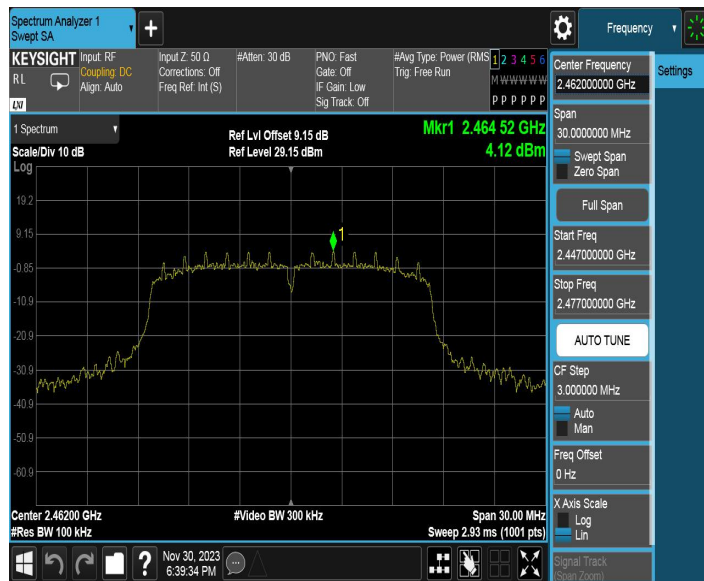 Spectrum Analyzer 1
Swept SA
Frequency
KEYSIGHT
RL
LXI
Input: RF
Coupling: DC
Align: Auto
Input Z: 50 Ω
Corrections: Off
Freq Ref: Int (S)
#Atten: 30 dB
PNO: Fast
Gate: Off
IF Gain: Low
Sig Track: Off
#Avg Type: Power (RMS
Trig: Free Run
1 2 3 4 5 6
M W W W W W
P P P P P P
1 Spectrum
Scale/Div 10 dB
Ref Lvl Offset 9.15 dB
Ref Level 29.15 dBm
Mkr1 2.464 52 GHz
4.12 dBm
Log
19.2
9.15
-0.85
-10.9
-20.9
-30.9
-40.9
-50.9
-60.9
1
Center 2.46200 GHz
#Res BW 100 kHz
#Video BW 300 kHz
Span 30.00 MHz
Sweep 2.93 ms (1001 pts)
Center Frequency
2.462000000 GHz
Settings
Span
30.0000000 MHz
Swept Span
Zero Span
Full Span
Start Freq
2.447000000 GHz
Stop Freq
2.477000000 GHz
AUTO TUNE
CF Step
3.000000 MHz
Auto
Man
Freq Offset
0 Hz
X Axis Scale
Log
Lin
Signal Track
(Span Zoom)
?
Nov 30, 2023
6:39:34 PM